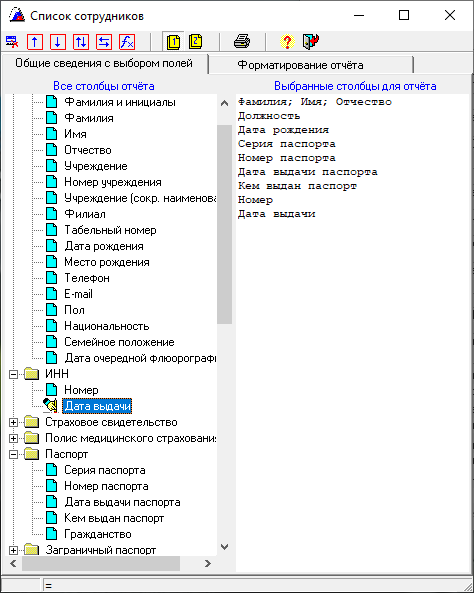 Список сотрудников
1 2 ?
Общие сведения с выбором полей Форматирование отчёта
Все столбцы отчёта Выбранные столбцы для отчёта
Фамилия и инициалы
Фамилия
Имя
Отчество
Учреждение
Номер учреждения
Учреждение (сокр. наименова
Филиал
Табельный номер
Дата рождения
Место рождения
Телефон
E-mail
Пол
Национальность
Семейное положение
Дата очередной флюорографи
ИНН
Номер
Дата выдачи
Страховое свидетельство
Полис медицинского страхования
Паспорт
Серия паспорта
Номер паспорта
Дата выдачи паспорта
Кем выдан паспорт
Гражданство
Заграничный паспорт
Фамилия; Имя; Отчество
Должность
Дата рождения
Серия паспорта
Номер паспорта
Дата выдачи паспорта
Кем выдан паспорт
Номер
Дата выдачи
=